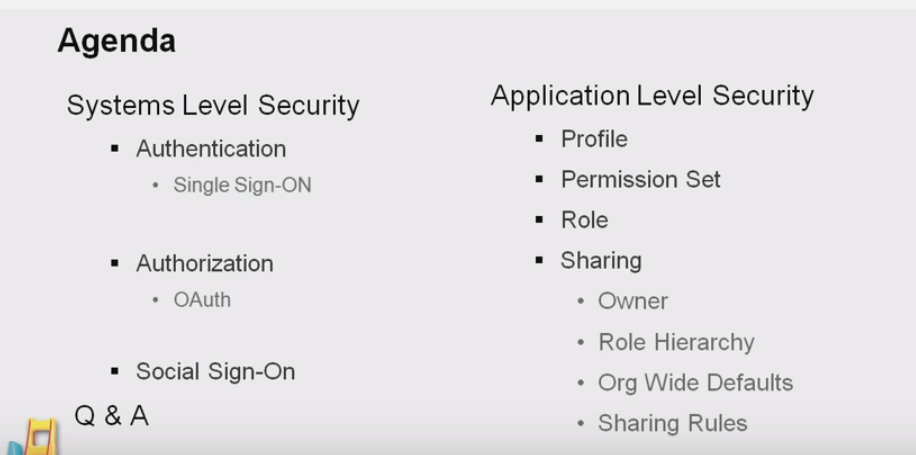 Agenda
Systems Level Security
Authentication
Single Sign-ON
Authorization
OAuth
Social Sign-On
Q & A
Application Level Security
Profile
Permission Set
Role
Sharing
Owner
Role Hierarchy
Org Wide Defaults
Sharing Rules